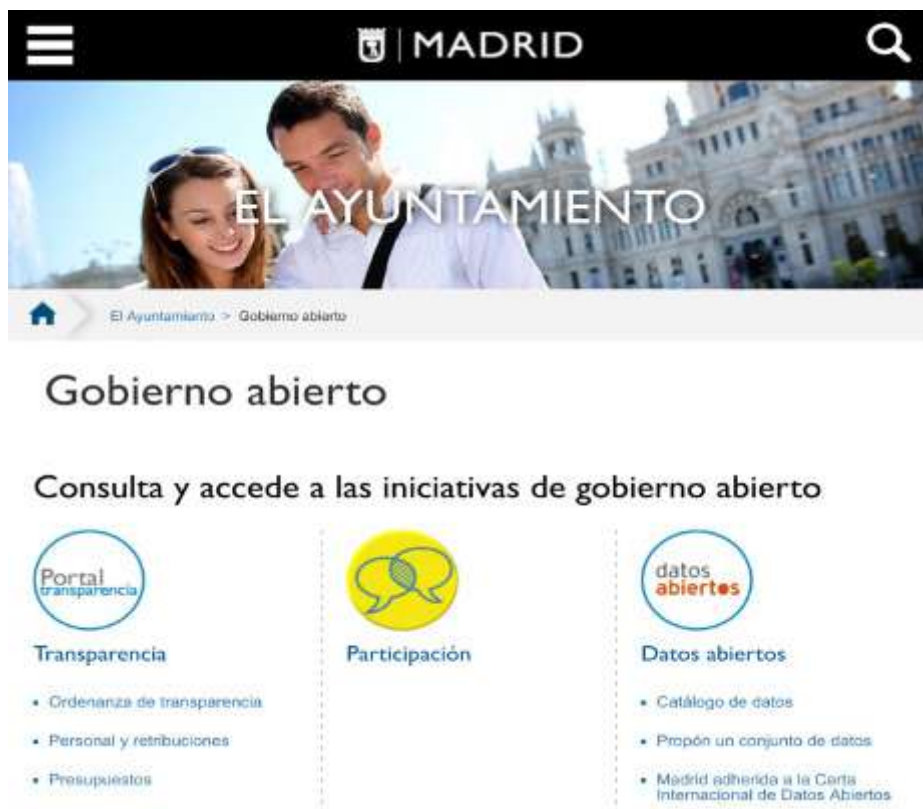 MADRID
EL AYUNTAMIENTO
El Ayuntamiento > Gobierno abierto
Gobierno abierto
Consulta y accede a las iniciativas de gobierno abierto
Portal
transparencia
Transparencia
Ordenanza de transparencia
Personal y retribuciones
Presupuestos
Participación
datos
abiertos
Datos abiertos
Catálogo de datos
Propón un conjunto de datos
Madrid adherida a la Carta
Internacional de Datos Abiertos